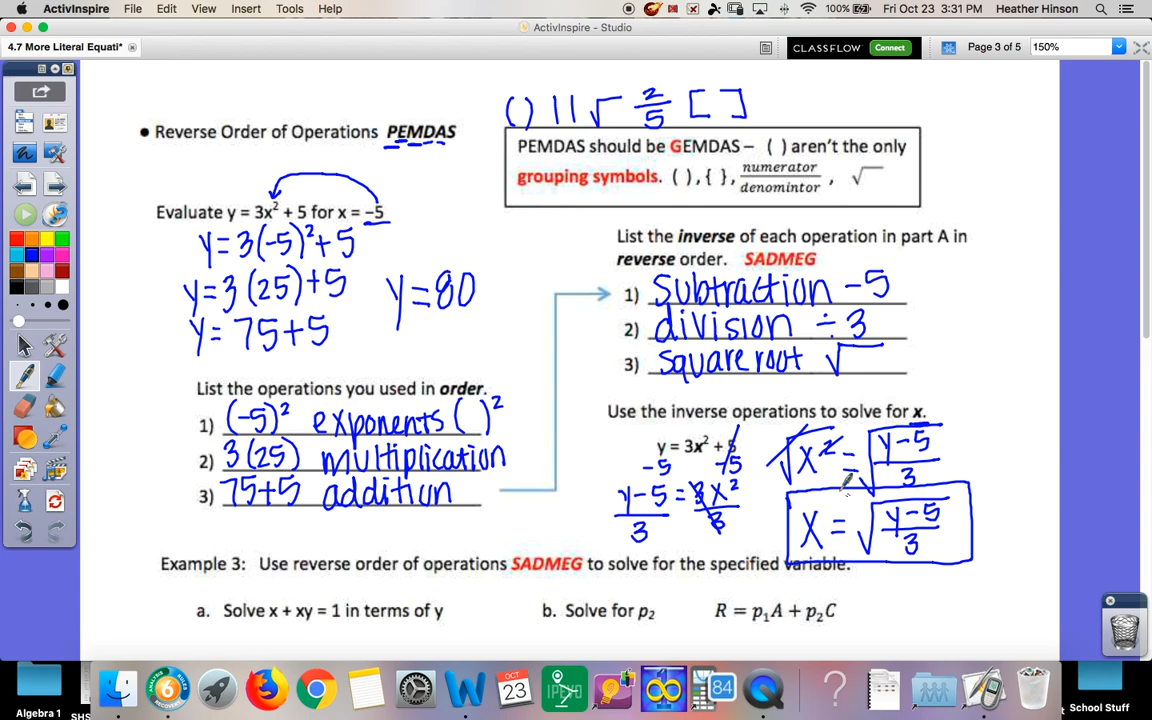 ActivInspire File Edit View Insert Tools Help 100% Fri Oct 23 3:31 PM Heather Hinson
ActivInspire - Studio
4.7 More Literal Equati* CLASSFLOW Connect Page 3 of 5 150%
( ) | | √ 2/5 [ ]
• Reverse Order of Operations PEMDAS
PEMDAS should be GEMDAS – ( ) aren't the only
grouping symbols. ( ), { }, numerator/denomintor, √
Evaluate y = 3x² + 5 for x = −5
y = 3(-5)² + 5
y = 3(25) + 5
y = 75 + 5
y = 80
List the operations you used in order.
1) (-5)² exponents ( )²
2) 3(25) multiplication
3) 75+5 addition
List the inverse of each operation in part A in
reverse order. SADMEG
1) Subtraction -5
2) division ÷3
3) square root √
Use the inverse operations to solve for x.
y = 3x² + 5
-5 -5
y-5 = 3x²
3 3
√x² = √(y-5)/3
x = √(y-5)/3
Example 3: Use reverse order of operations SADMEG to solve for the specified variable.
a. Solve x + xy = 1 in terms of y
b. Solve for p₂ R = p₁A + p₂C
6
OCT
23
IPEVO
84
Algebra 1
SHS
School Stuff